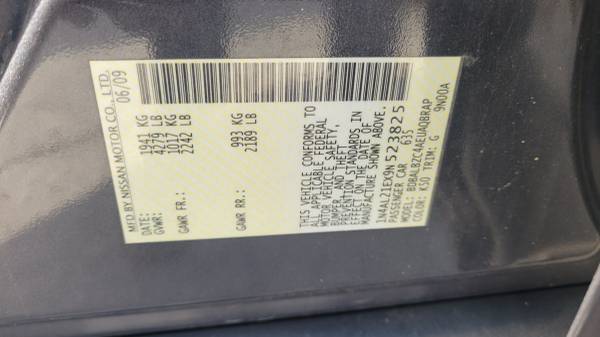 MFD BY NISSAN MOTOR CO., LTD.
DATE: 06/09
GVWR: 1941 KG
4279 LB
GAWR FR: 1017 KG
2242 LB
GAWR RR: 993 KG
2189 LB
THIS VEHICLE CONFORMS TO
ALL APPLICABLE FEDERAL
MOTOR VEHICLE SAFETY,
BUMPER, AND THEFT
PREVENTION STANDARDS IN
EFFECT ON THE DATE OF
MANUFACTURE SHOWN ABOVE.
1N4AL21EX9N523825
PASSENGER CAR 635
MODEL: BDBALBZC4AEUAQBRAP
COLOR: K50 TRIM: G 9N00A